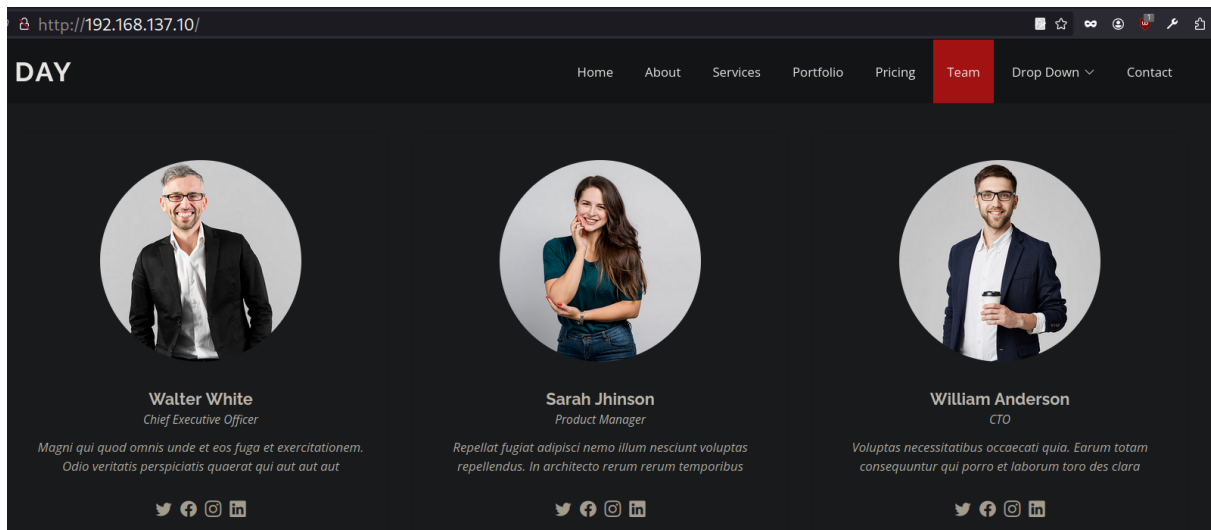 http://192.168.137.10/
DAY
Home About Services Portfolio Pricing Team Drop Down Contact
Walter White
Chief Executive Officer
Magni qui quod omnis unde et eos fuga et exercitationem.
Odio veritatis perspiciatis quaerat qui aut aut aut
Sarah Jhinson
Product Manager
Repellat fugiat adipisci nemo illum nesciunt voluptas
repellendus. In architecto rerum rerum temporibus
William Anderson
CTO
Voluptas necessitatibus occaecati quia. Earum totam
consequuntur qui porro et laborum toro des clara